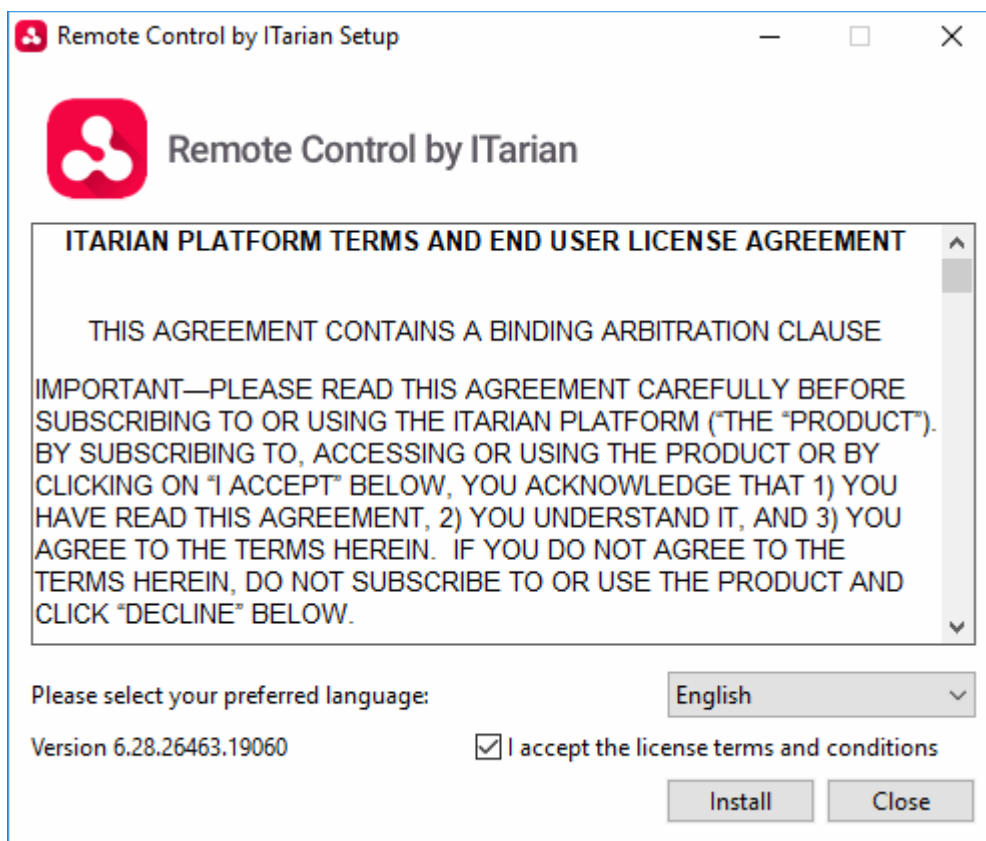 Remote Control by ITarian Setup
Remote Control by ITarian
ITARIAN PLATFORM TERMS AND END USER LICENSE AGREEMENT
THIS AGREEMENT CONTAINS A BINDING ARBITRATION CLAUSE
IMPORTANT—PLEASE READ THIS AGREEMENT CAREFULLY BEFORE
SUBSCRIBING TO OR USING THE ITARIAN PLATFORM (“THE “PRODUCT”).
BY SUBSCRIBING TO, ACCESSING OR USING THE PRODUCT OR BY
CLICKING ON “I ACCEPT” BELOW, YOU ACKNOWLEDGE THAT 1) YOU
HAVE READ THIS AGREEMENT, 2) YOU UNDERSTAND IT, AND 3) YOU
AGREE TO THE TERMS HEREIN.  IF YOU DO NOT AGREE TO THE
TERMS HEREIN, DO NOT SUBSCRIBE TO OR USE THE PRODUCT AND
CLICK “DECLINE” BELOW.
Please select your preferred language:
English
Version 6.28.26463.19060
I accept the license terms and conditions
Install
Close